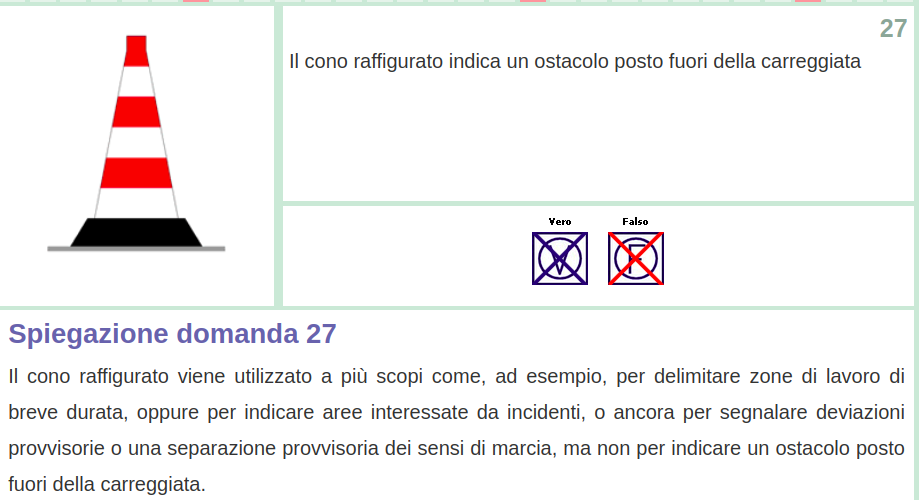 27
Il cono raffigurato indica un ostacolo posto fuori della carreggiata
Vero Falso
V F
Spiegazione domanda 27
Il cono raffigurato viene utilizzato a più scopi come, ad esempio, per delimitare zone di lavoro di
breve durata, oppure per indicare aree interessate da incidenti, o ancora per segnalare deviazioni
provvisorie o una separazione provvisoria dei sensi di marcia, ma non per indicare un ostacolo posto
fuori della carreggiata.